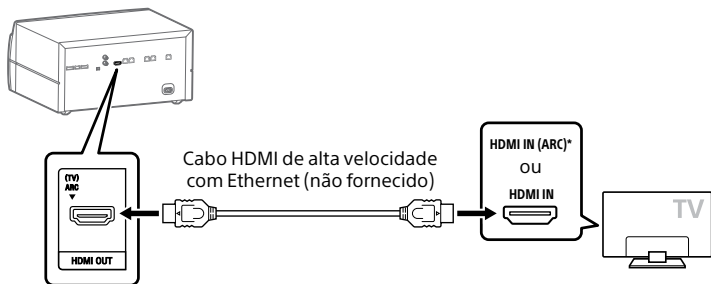 Cabo HDMI de alta velocidade
com Ethernet (não fornecido)
(TV)
ARC
HDMI OUT
HDMI IN (ARC)*
ou
HDMI IN
TV